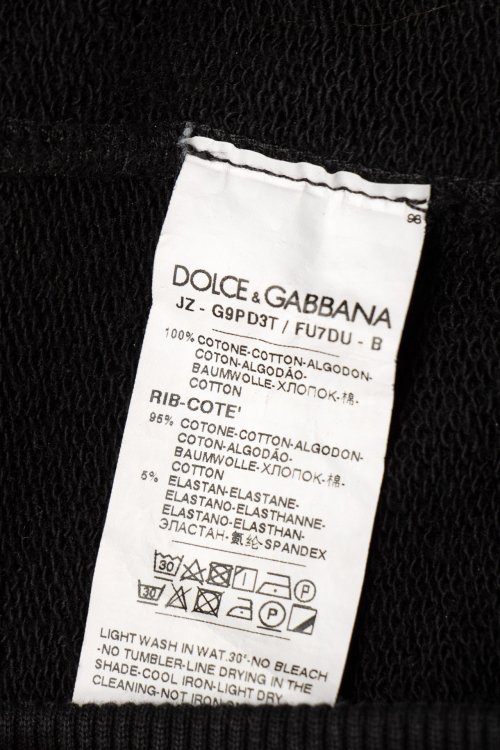 98
DOLCE & GABBANA
JZ - G9PD3T / FU7DU - B
100% COTONE-COTTON-ALGODON-
COTON-ALGODÃO-
BAUMWOLLE-ХЛОПОК-棉-
COTTON
RIB-COTE'
95% COTONE-COTTON-ALGODON-
COTON-ALGODÃO-
BAUMWOLLE-ХЛОПОК-棉-
COTTON
5% ELASTAN-ELASTANE-
ELASTANO-ELASTHANNE-
ELASTANO-ELASTHAN-
ЭЛАСТАН-氨纶-SPANDEX
30 P
30 P
LIGHT WASH IN WAT.30°-NO BLEACH
-NO TUMBLER-LINE DRYING IN THE
SHADE-COOL IRON-LIGHT DRY
CLEANING-NOT IRON